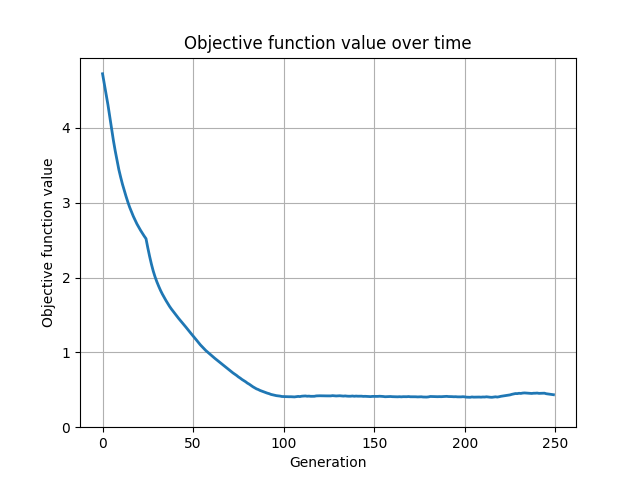 Objective function value over time
Objective function value
4
3
2
1
0
0 50 100 150 200 250
Generation